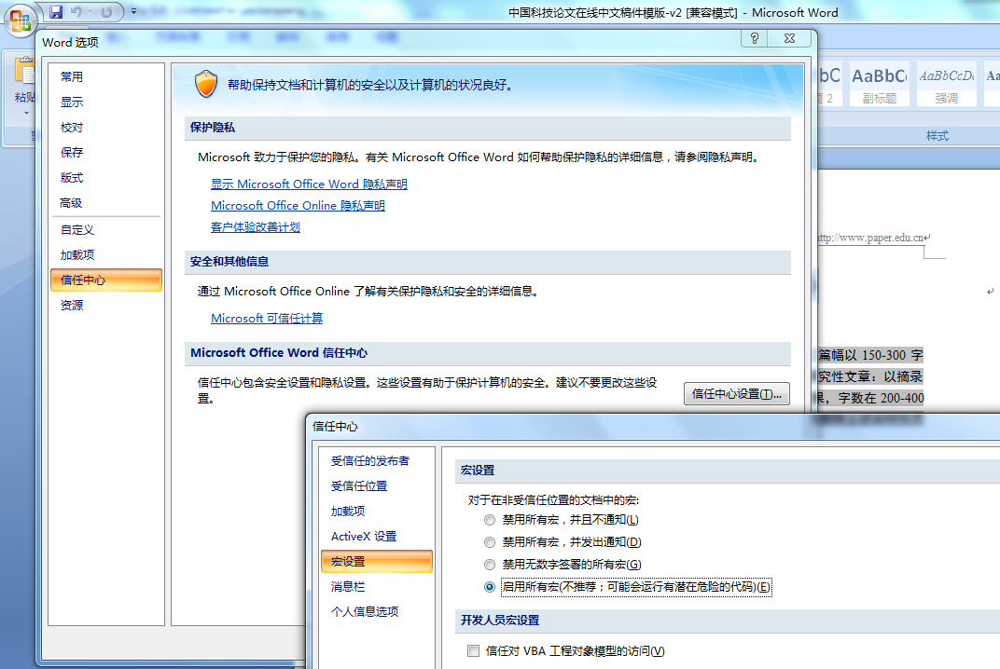 中国科技论文在线中文稿件模版-v2 [兼容模式] - Microsoft Word
Word 选项
粘贴
常用
显示
校对
保存
版式
高级
自定义
加载项
信任中心
资源
帮助保持文档和计算机的安全以及计算机的状况良好。
保护隐私
Microsoft 致力于保护您的隐私。有关 Microsoft Office Word 如何帮助保护隐私的详细信息，请参阅隐私声明。
显示 Microsoft Office Word 隐私声明
Microsoft Office Online 隐私声明
客户体验改善计划
安全和其他信息
通过 Microsoft Office Online 了解有关保护隐私和安全的详细信息。
Microsoft 可信任计算
Microsoft Office Word 信任中心
信任中心包含安全设置和隐私设置。这些设置有助于保护计算机的安全。建议不要更改这些设
置。
信任中心设置(T)...
bC AaBbC AaBbCcD Aa
题 2 副标题 强调
样式
http://www.paper.edu.cn
篇幅以 150-300 字
究性文章：以摘录
果，字数在 200-400
信任中心
受信任的发布者
受信任位置
加载项
ActiveX 设置
宏设置
消息栏
个人信息选项
宏设置
对于在非受信任位置的文档中的宏:
禁用所有宏，并且不通知(L)
禁用所有宏，并发出通知(D)
禁用无数字签署的所有宏(G)
启用所有宏(不推荐；可能会运行有潜在危险的代码)(E)
开发人员宏设置
信任对 VBA 工程对象模型的访问(V)